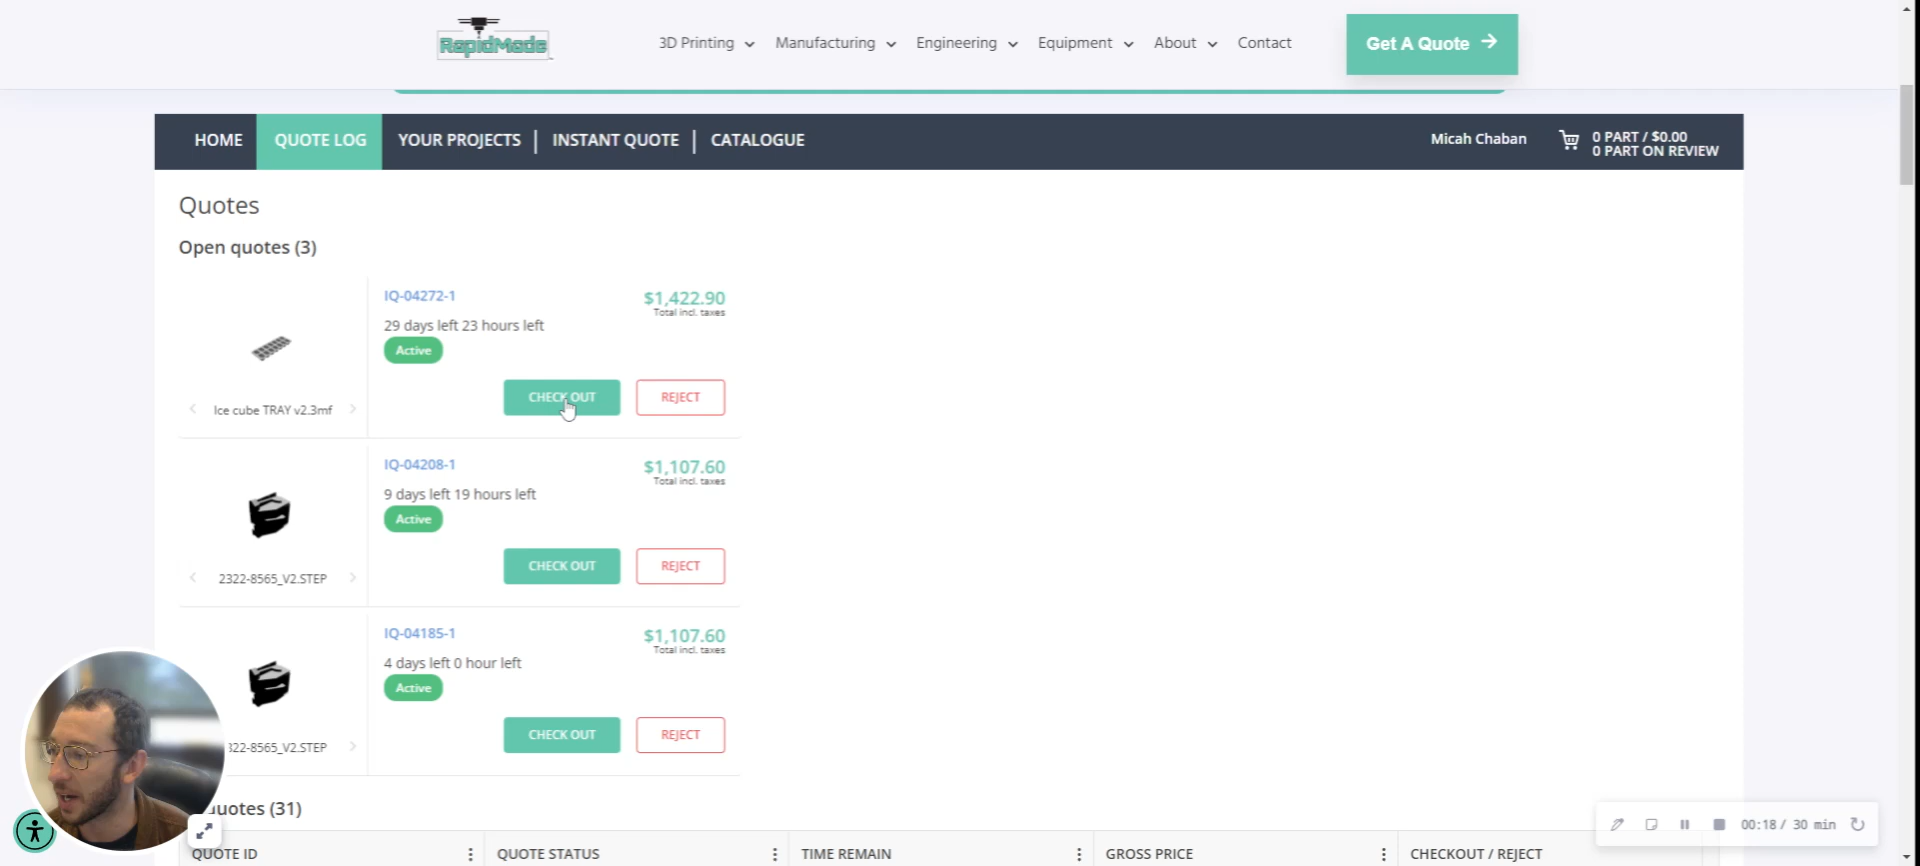 RapidMade
3D Printing Manufacturing Engineering Equipment About Contact
Get A Quote
HOME QUOTE LOG YOUR PROJECTS INSTANT QUOTE CATALOGUE
Micah Chaban
0 PART / $0.00
0 PART ON REVIEW
Quotes
Open quotes (3)
IQ-04272-1
$1,422.90
Total incl. taxes
29 days left 23 hours left
Active
CHECK OUT REJECT
Ice cube TRAY v2.3mf
IQ-04208-1
$1,107.60
Total incl. taxes
9 days left 19 hours left
Active
CHECK OUT REJECT
2322-8565_V2.STEP
IQ-04185-1
$1,107.60
Total incl. taxes
4 days left 0 hour left
Active
CHECK OUT REJECT
322-8565_V2.STEP
quotes (31)
00:18 / 30 min
QUOTE ID QUOTE STATUS TIME REMAIN GROSS PRICE CHECKOUT / REJECT